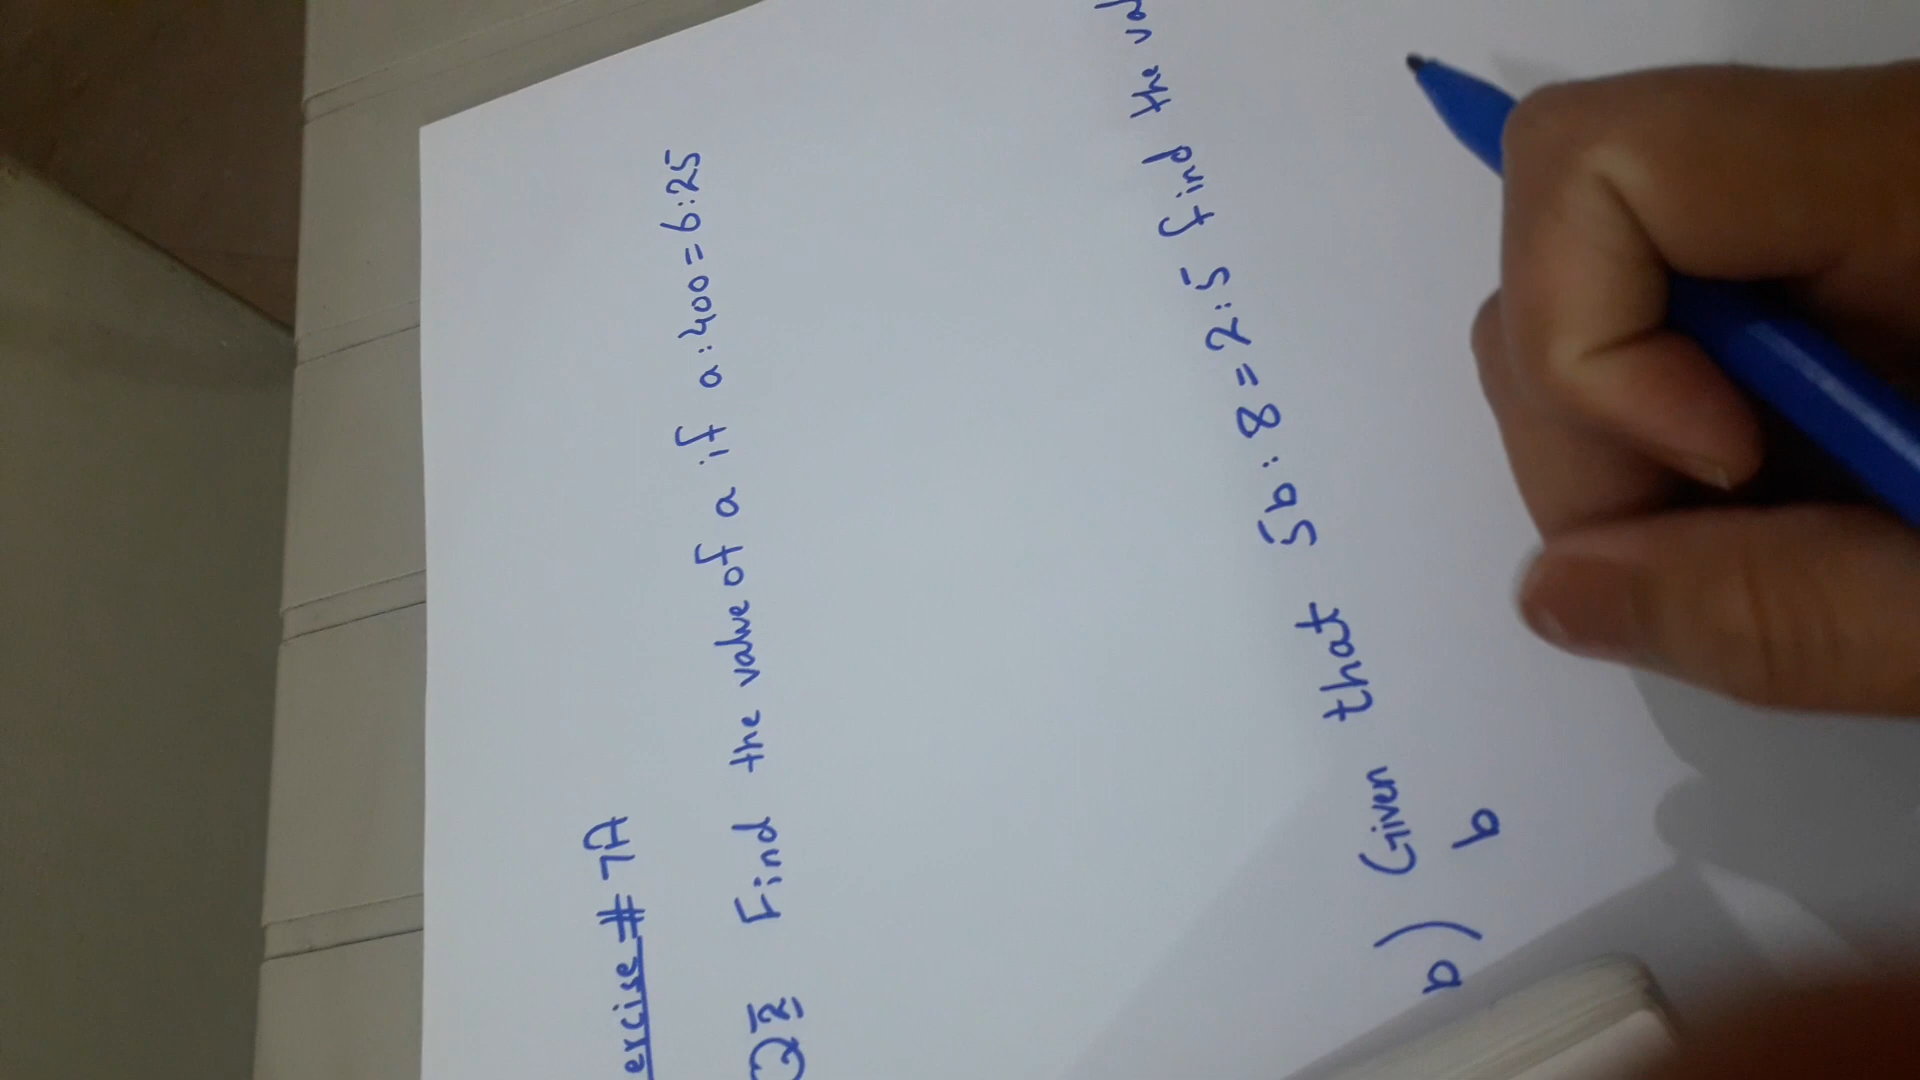 ercise # 7A
Q2 Find the value of a if a:400=6:25
b) Given that 5b:8=2:5 find the
b